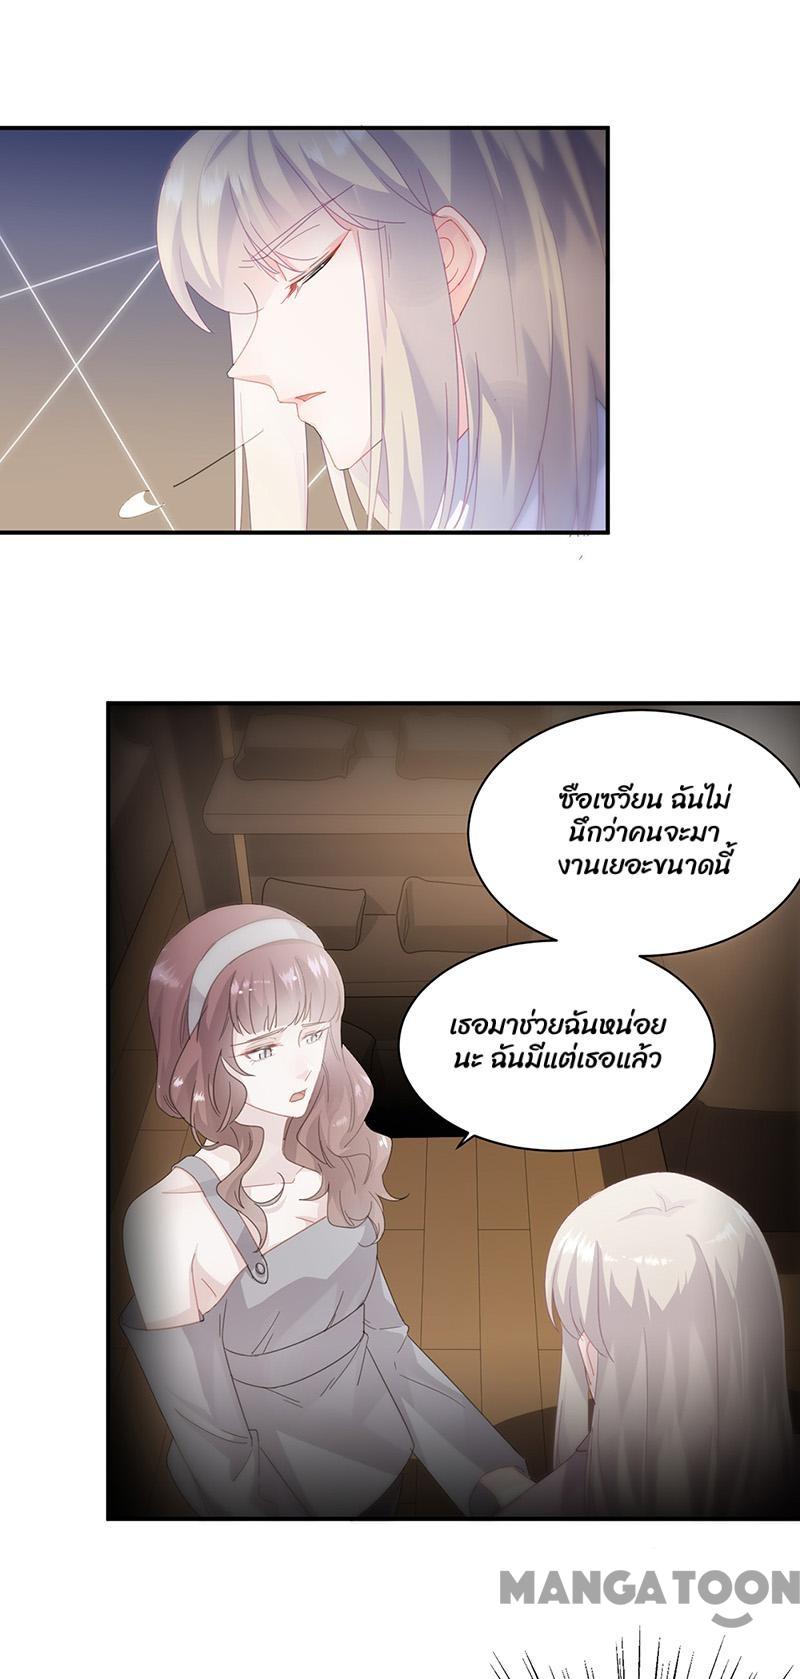 ซือเซวียน ฉันไม่
นึกว่าคนจะมา
งานเยอะขนาดนี้
เธอมาช่วยฉันหน่อย
นะ ฉันมีแต่เธอแล้ว
MANGATOON